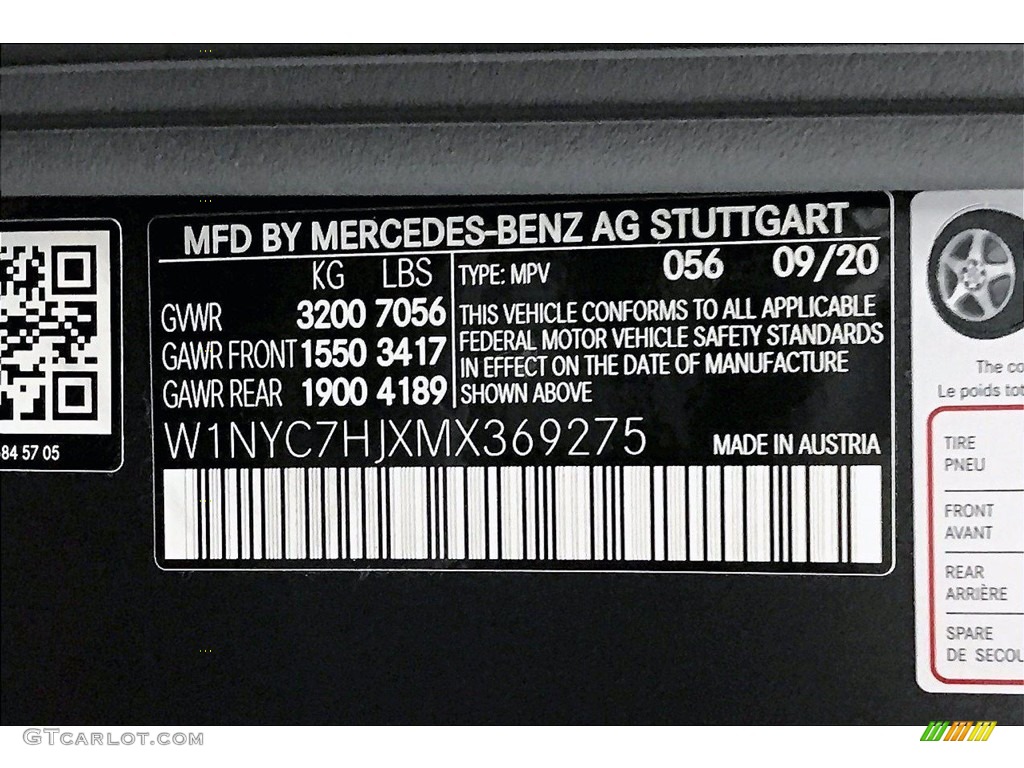 MFD BY MERCEDES-BENZ AG STUTTGART
KG LBS
GVWR 3200 7056
GAWR FRONT 1550 3417
GAWR REAR 1900 4189
TYPE: MPV 056 09/20
THIS VEHICLE CONFORMS TO ALL APPLICABLE
FEDERAL MOTOR VEHICLE SAFETY STANDARDS
IN EFFECT ON THE DATE OF MANUFACTURE
SHOWN ABOVE
W1NYC7HJXMX369275
MADE IN AUSTRIA
84 57 05
The co
Le poids tot
TIRE
PNEU
FRONT
AVANT
REAR
ARRIÈRE
SPARE
DE SECOU
GTCARLOT.COM